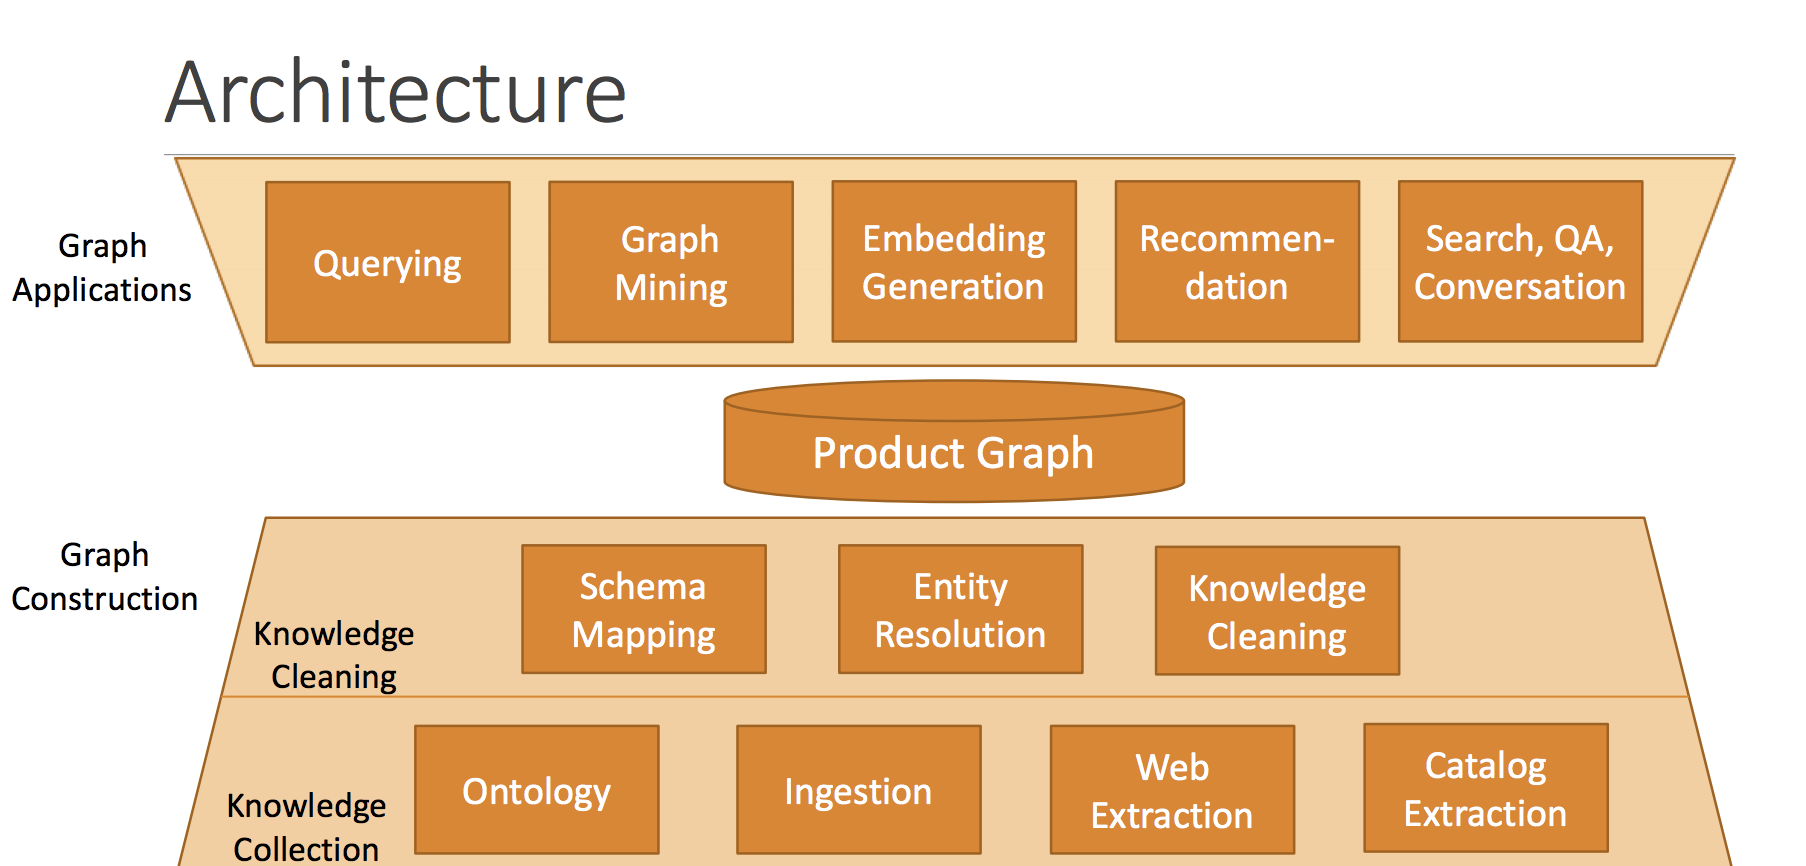 Architecture
Graph
Applications
Querying
Graph
Mining
Embedding
Generation
Recommen-
dation
Search, QA,
Conversation
Product Graph
Graph
Construction
Knowledge
Cleaning
Schema
Mapping
Entity
Resolution
Knowledge
Cleaning
Knowledge
Collection
Ontology
Ingestion
Web
Extraction
Catalog
Extraction